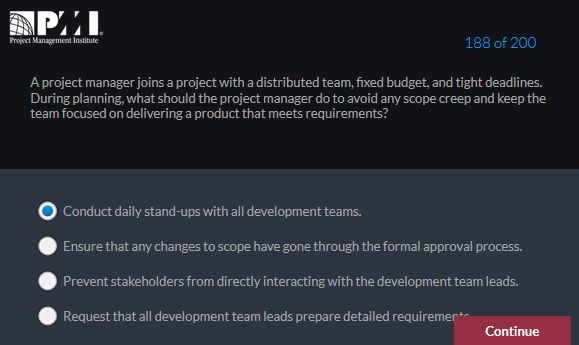 PMI.
Project Management Institute
188 of 200
A project manager joins a project with a distributed team, fixed budget, and tight deadlines.
During planning, what should the project manager do to avoid any scope creep and keep the
team focused on delivering a product that meets requirements?
Conduct daily stand-ups with all development teams.
Ensure that any changes to scope have gone through the formal approval process.
Prevent stakeholders from directly interacting with the development team leads.
Request that all development team leads prepare detailed requirements.
Continue